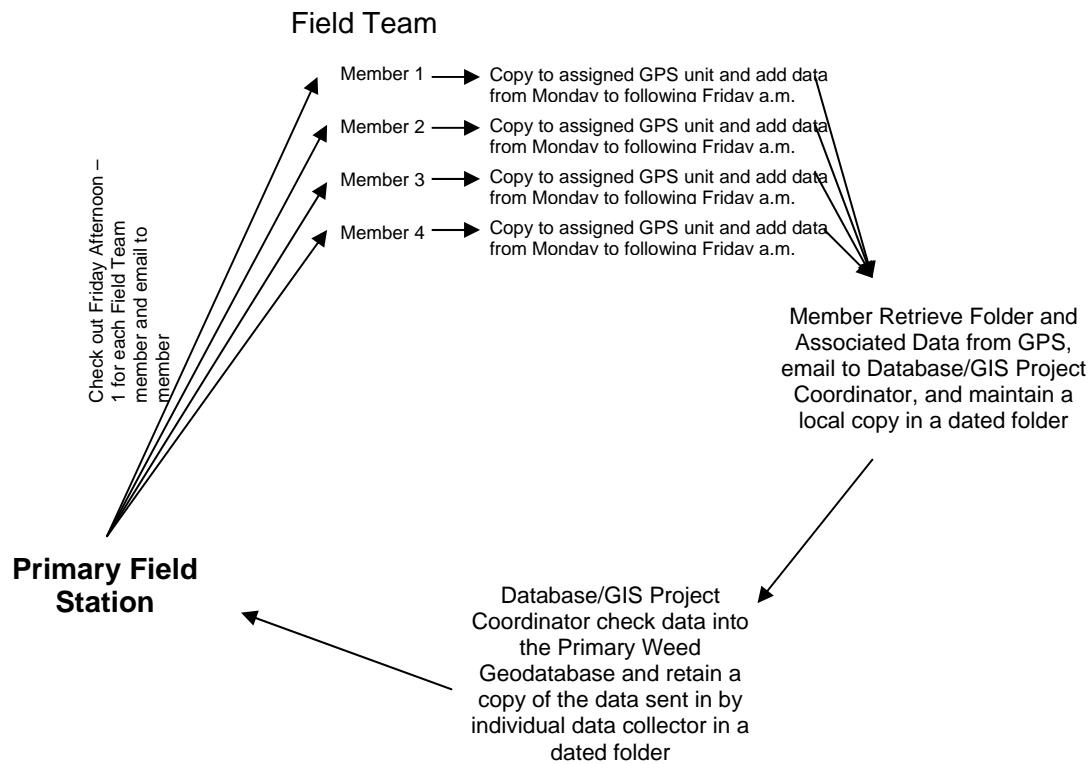 Field Team
Member 1
Copy to assigned GPS unit and add data
from Monday to following Friday a.m.
Member 2
Copy to assigned GPS unit and add data
from Monday to following Friday a.m.
Member 3
Copy to assigned GPS unit and add data
from Monday to following Friday a.m.
Member 4
Copy to assigned GPS unit and add data
from Monday to following Friday a.m.
Check out Friday Afternoon –
1 for each Field Team
member and email to
member
Member Retrieve Folder and
Associated Data from GPS,
email to Database/GIS Project
Coordinator, and maintain a
local copy in a dated folder
Primary Field
Station
Database/GIS Project
Coordinator check data into
the Primary Weed
Geodatabase and retain a
copy of the data sent in by
individual data collector in a
dated folder